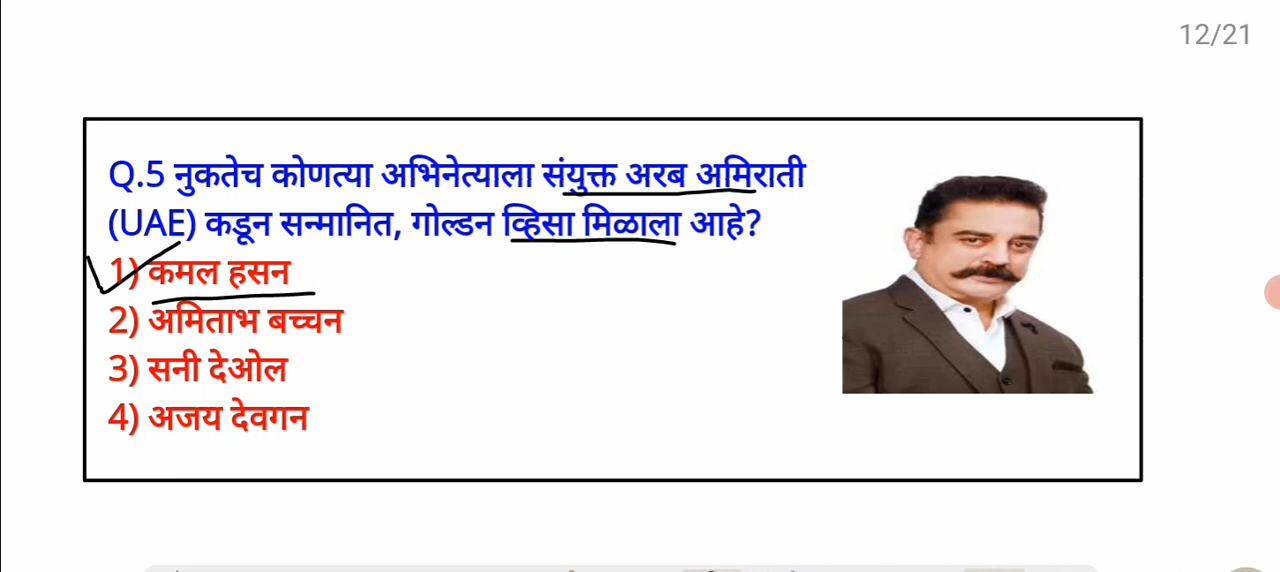 12/21
Q.5 नुकतेच कोणत्या अभिनेत्याला संयुक्त अरब अमिराती
(UAE) कडून सन्मानित, गोल्डन व्हिसा मिळाला आहे?
1) कमल हसन
2) अमिताभ बच्चन
3) सनी देओल
4) अजय देवगन